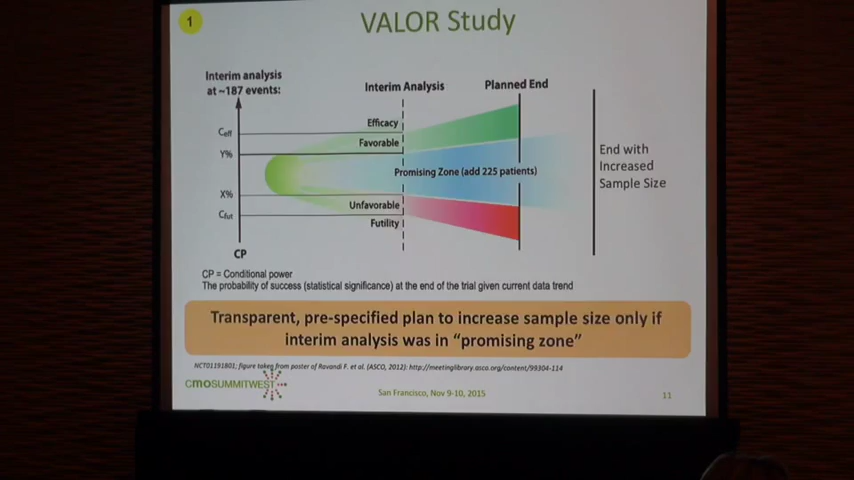 1
VALOR Study
Interim analysis
at ~187 events:
Interim Analysis
Planned End
Efficacy
Ceff
Favorable
Y%
Promising Zone (add 225 patients)
End with
Increased
Sample Size
X%
Unfavorable
Cfut
Futility
CP
CP = Conditional power
The probability of success (statistical significance) at the end of the trial given current data trend
Transparent, pre-specified plan to increase sample size only if
interim analysis was in “promising zone”
NCT01191801; figure taken from poster of Ravandi F. et al. (ASCO, 2012): http://meetinglibrary.asco.org/content/99304-114
CMOSUMMITWEST
San Francisco, Nov 9-10, 2015
11